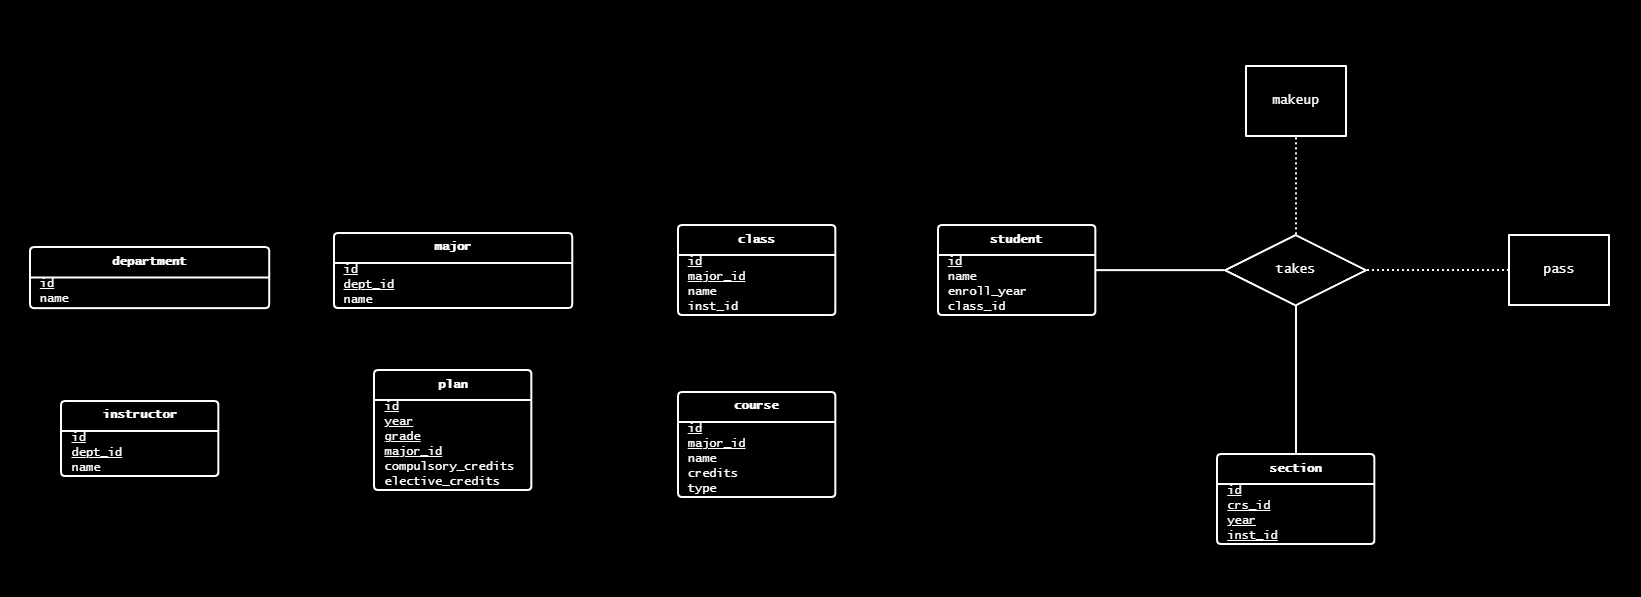 makeup
department
id
name
major
id
dept_id
name
class
id
major_id
name
inst_id
student
id
name
enroll_year
class_id
takes
pass
instructor
id
dept_id
name
plan
id
year
grade
major_id
compulsory_credits
elective_credits
course
id
major_id
name
credits
type
section
id
crs_id
year
inst_id